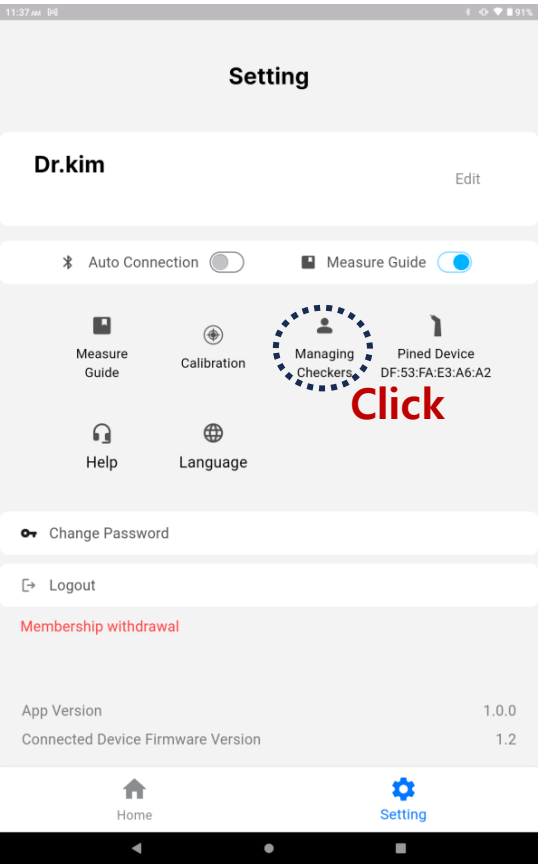 11:37 AM
91%
Setting
Dr.kim
Edit
Auto Connection
Measure Guide
Measure
Guide
Calibration
Managing
Checkers
Pined Device
DF:53:FA:E3:A6:A2
Click
Help
Language
Change Password
Logout
Membership withdrawal
App Version 1.0.0
Connected Device Firmware Version 1.2
Home
Setting